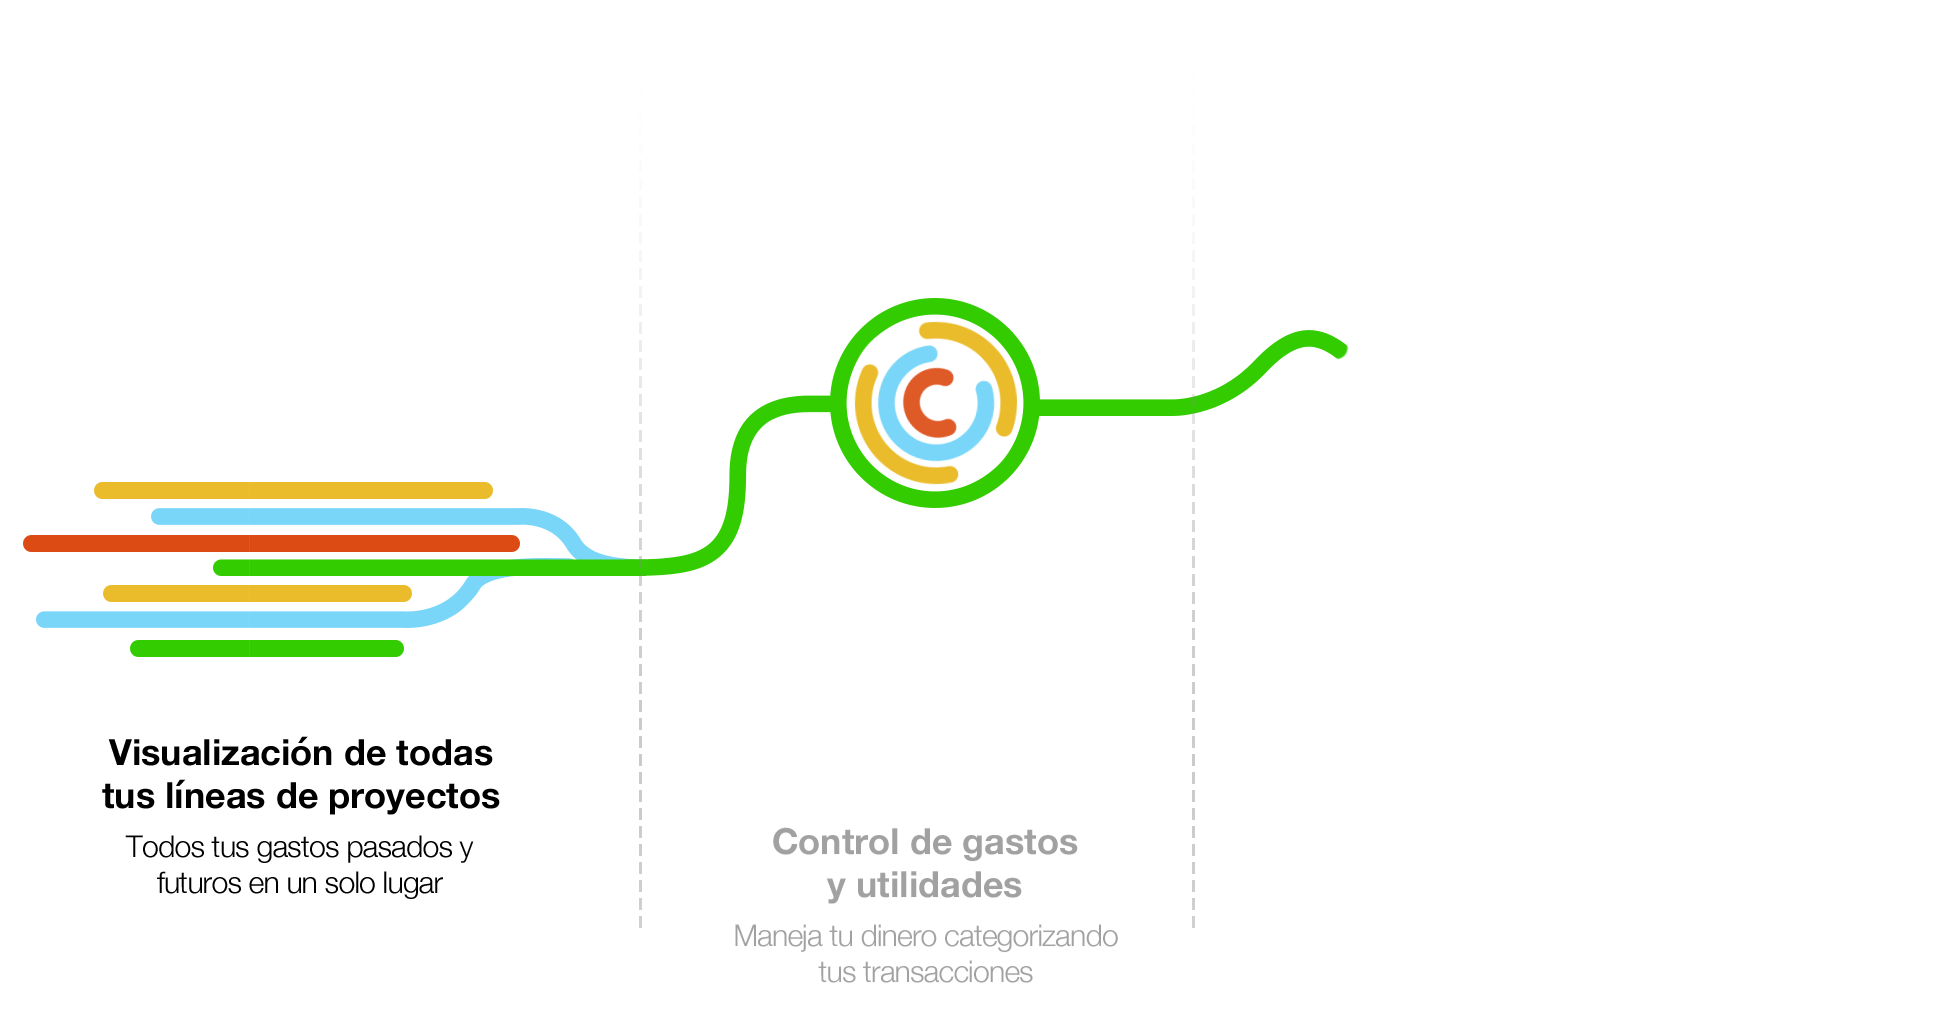 Visualización de todas
tus líneas de proyectos
Todos tus gastos pasados y
futuros en un solo lugar
Control de gastos
y utilidades
Maneja tu dinero categorizando
tus transacciones